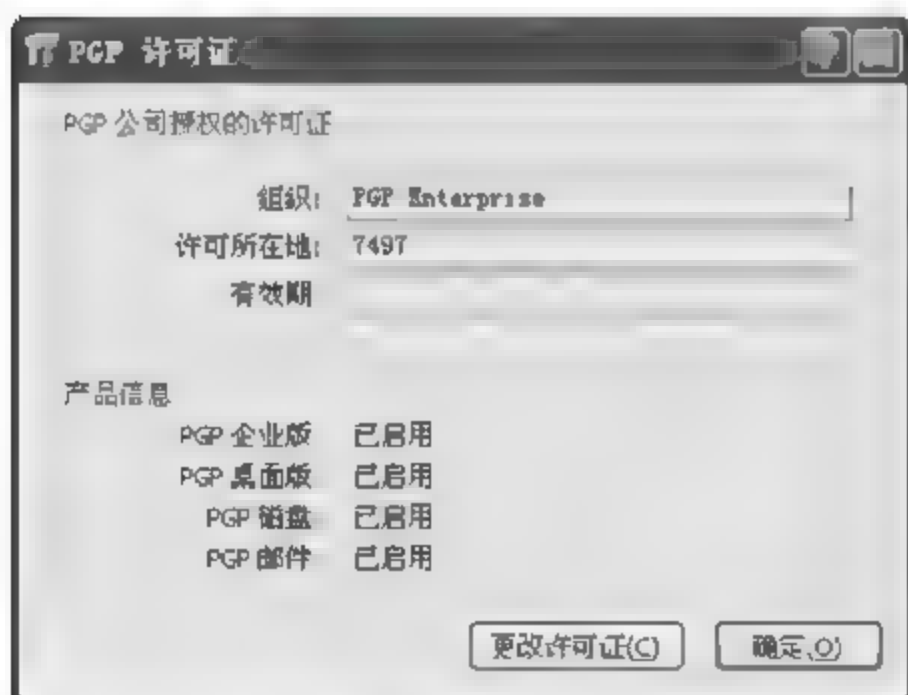 PGP 许可证
PGP 公司授权的许可证
组织: PGP Enterprise
许可所在地: 7497
有效期
产品信息
PGP 企业版 已启用
PGP 桌面版 已启用
PGP 磁盘 已启用
PGP 邮件 已启用
更改许可证(C) 确定(O)